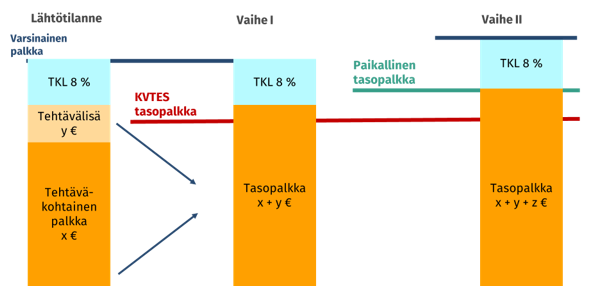 Lähtötilanne
Varsinainen
palkka
TKL 8 %
Tehtävälisä
y €
Tehtävä-
kohtainen
palkka
x €
Vaihe I
TKL 8 %
KVTES
tasopalkka
Tasopalkka
x + y €
Vaihe II
TKL 8 %
Paikallinen
tasopalkka
Tasopalkka
x + y + z €